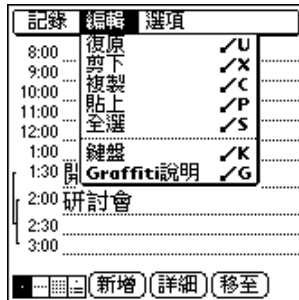 記錄 編輯 選項
復原 ✓U
剪下 ✓X
複製 ✓C
貼上 ✓P
全選 ✓S
鍵盤 ✓K
Graffiti說明 ✓G
8:00
9:00
10:00
11:00
12:00
1:00
1:30
2:00 研討會
2:30
3:00
新增 詳細 移至